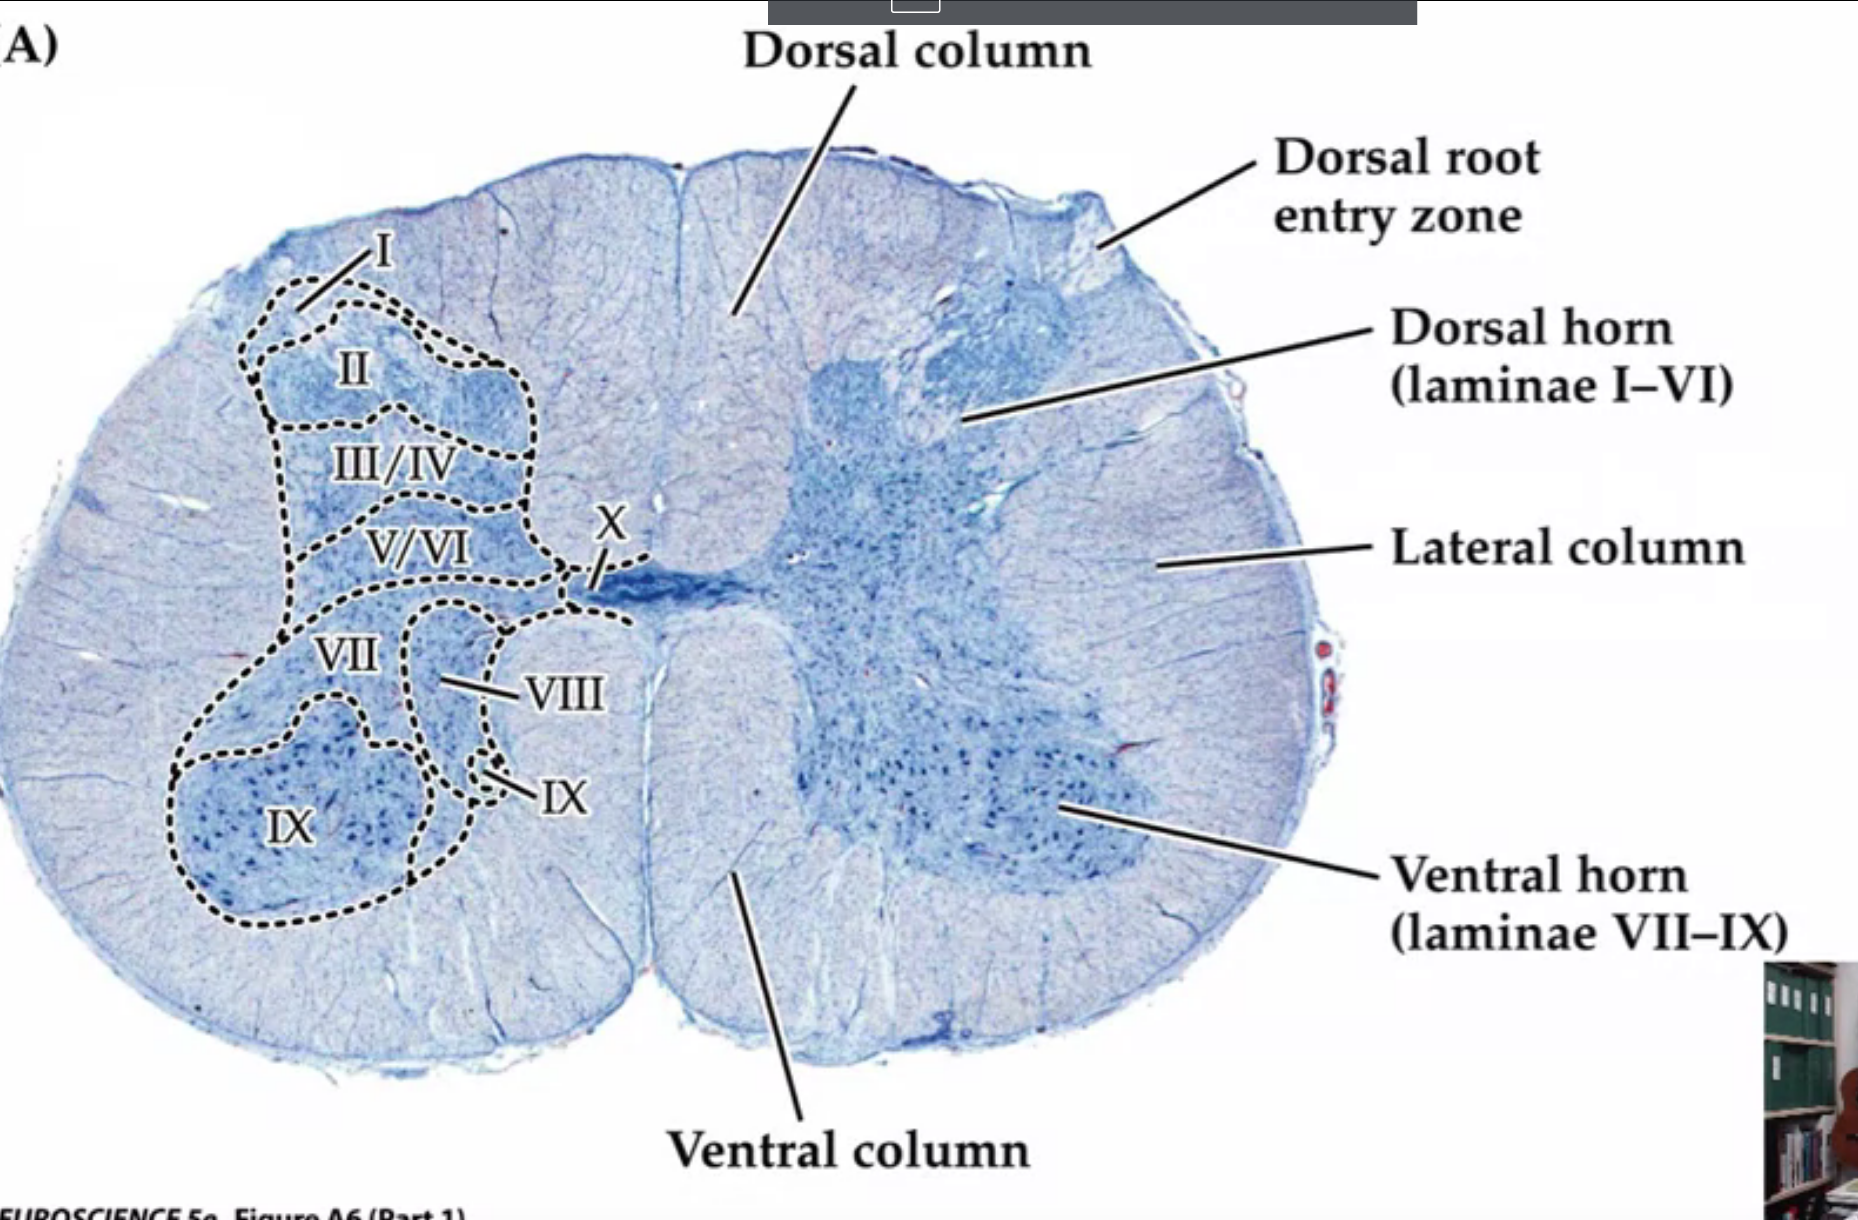 A)
Dorsal column
Dorsal root
entry zone
I
Dorsal horn
(laminae I–VI)
II
III/IV
X
V/VI
Lateral column
VII
VIII
IX
IX
Ventral horn
(laminae VII–IX)
Ventral column
EUROSCIENCE 5e, Figure A6 (Part 1)